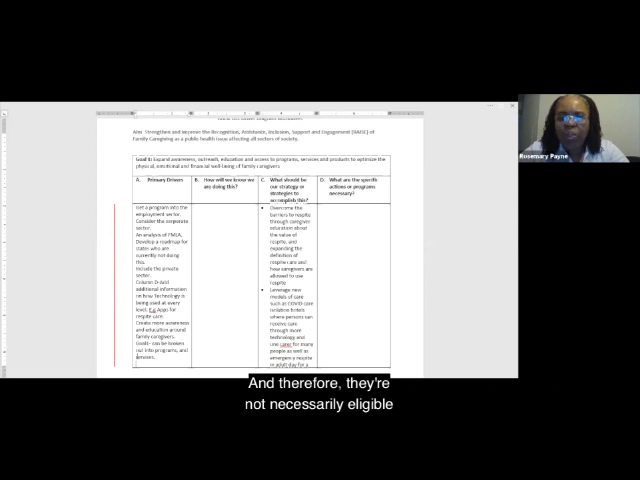 Aim: Strengthen and Improve the Recognition, Assistance, Inclusion, Support and Engagement (RAISE) of
Family Caregiving as a public health issue affecting all sectors of society.
Goal 1: Expand awareness, outreach, education and access to programs, services and products to optimize the
physical, emotional and financial well-being of family caregivers
A. Primary Drivers
B. How will we know we
are doing this?
C. What should be
our strategy or
strategies to
accomplish this?
D. What are the specific
actions or programs
necessary?
Get a program into the
employment sector.
Consider the corporate
sector.
An analysis of FMLA.
Develop a roadmap for
states who are
currently not doing
this.
Include the private
sector.
Column D-Add
additional information
on how Technology is
being used at every
level. E.g Apps for
respite care.
Create more awareness
and education around
family caregivers.
Goals- can be broken
out into programs, and
services.
• Overcome the
barriers to respite
through caregiver
education about
the value of
respite, and
expanding the
definition of
respite care and
how caregivers are
allowed to use
respite
• Leverage new
models of care
such as COVID care
isolation hotels
where persons can
receive care
through more
technology and
one carer for many
people as well as
emergency respite
in adult day for a
Rosemary Payne
And therefore, they're
not necessarily eligible